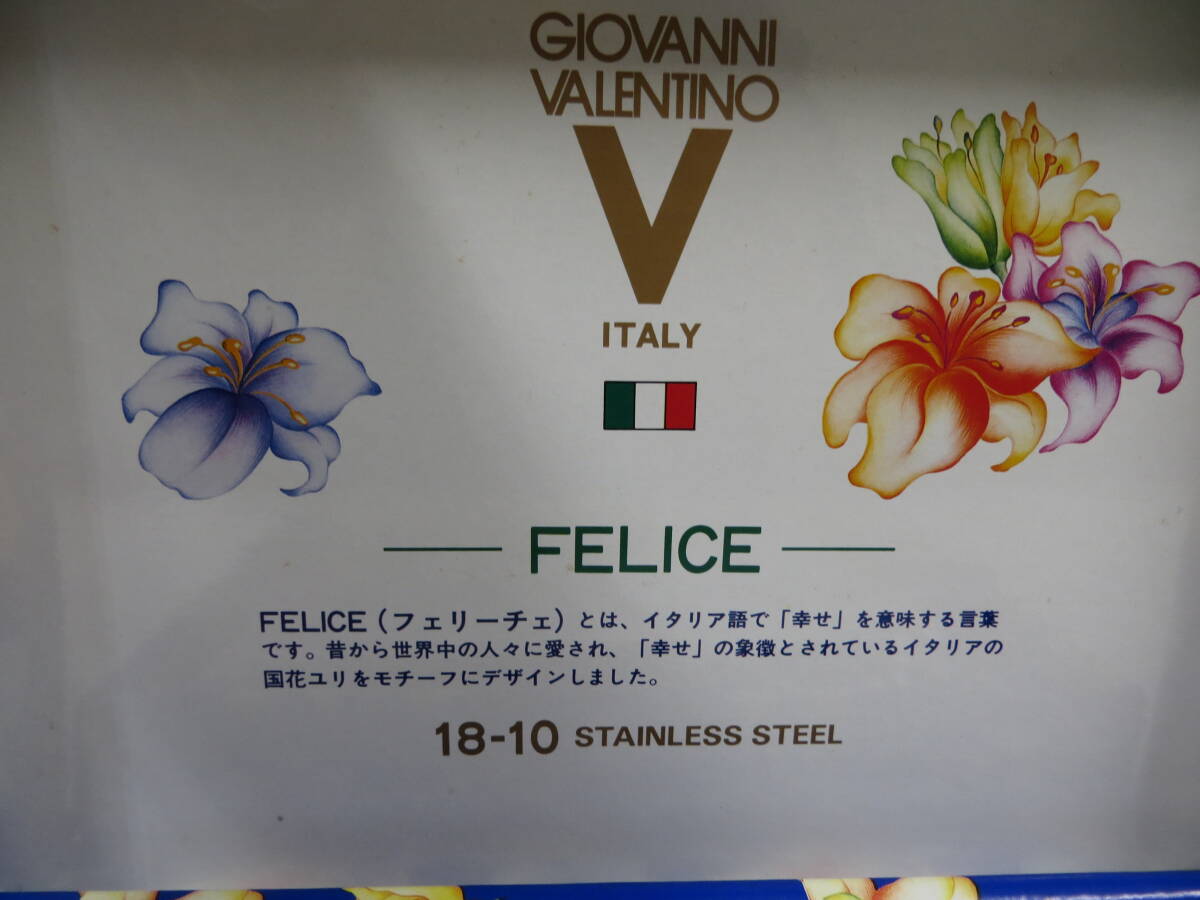 GIOVANNI
VALENTINO
V
ITALY
FELICE
FELICE (フェリーチェ) とは、イタリア語で「幸せ」を意味する言葉
です。昔から世界中の人々に愛され、「幸せ」の象徴とされているイタリアの
国花ユリをモチーフにデザインしました。
18-10 STAINLESS STEEL